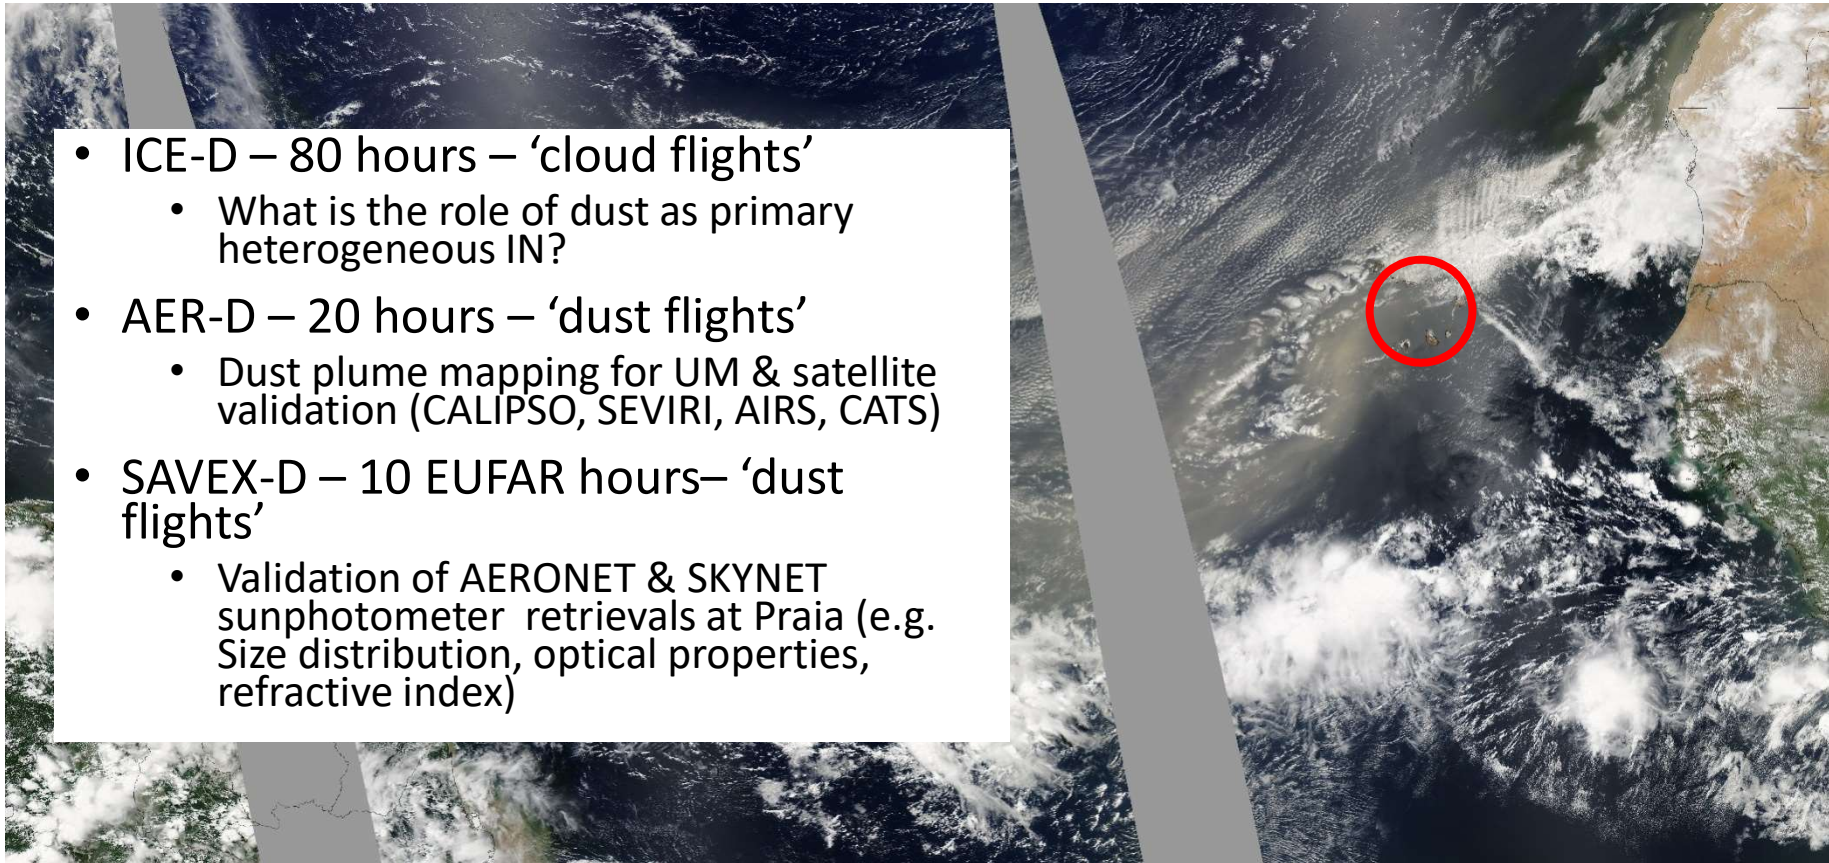 • ICE-D – 80 hours – ‘cloud flights’
• What is the role of dust as primary
heterogeneous IN?
• AER-D – 20 hours – ‘dust flights’
• Dust plume mapping for UM & satellite
validation (CALIPSO, SEVIRI, AIRS, CATS)
• SAVEX-D – 10 EUFAR hours– ‘dust
flights’
• Validation of AERONET & SKYNET
sunphotometer  retrievals at Praia (e.g.
Size distribution, optical properties,
refractive index)